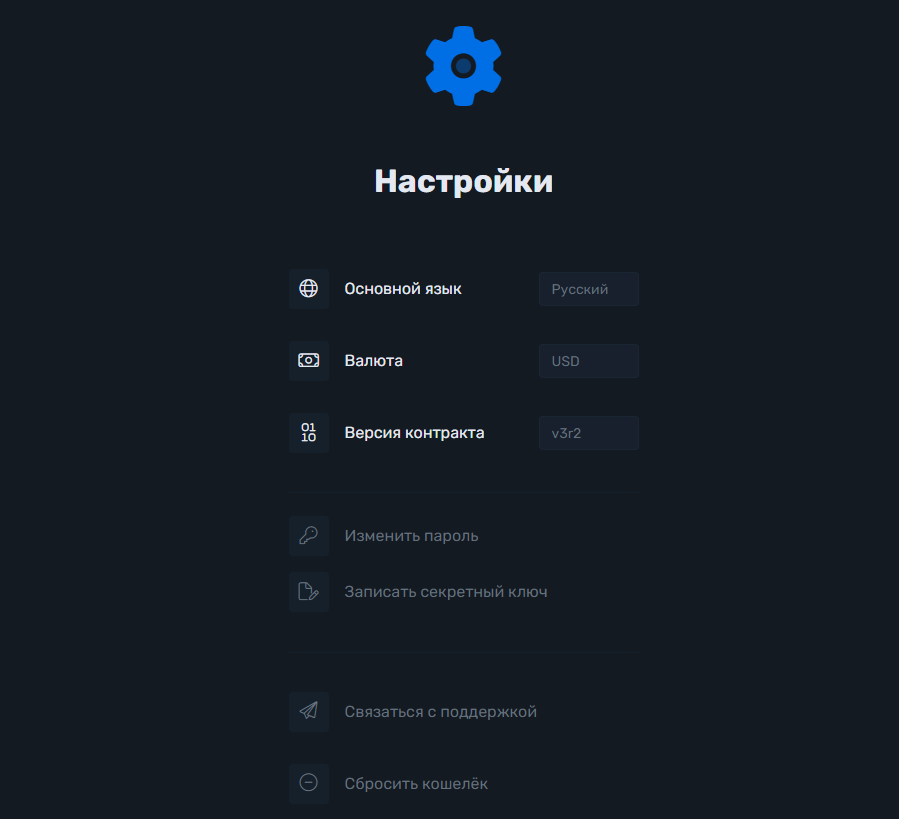 Настройки
Основной язык
Русский
Валюта
USD
01
10
Версия контракта
v3r2
Изменить пароль
Записать секретный ключ
Связаться с поддержкой
Сбросить кошелёк